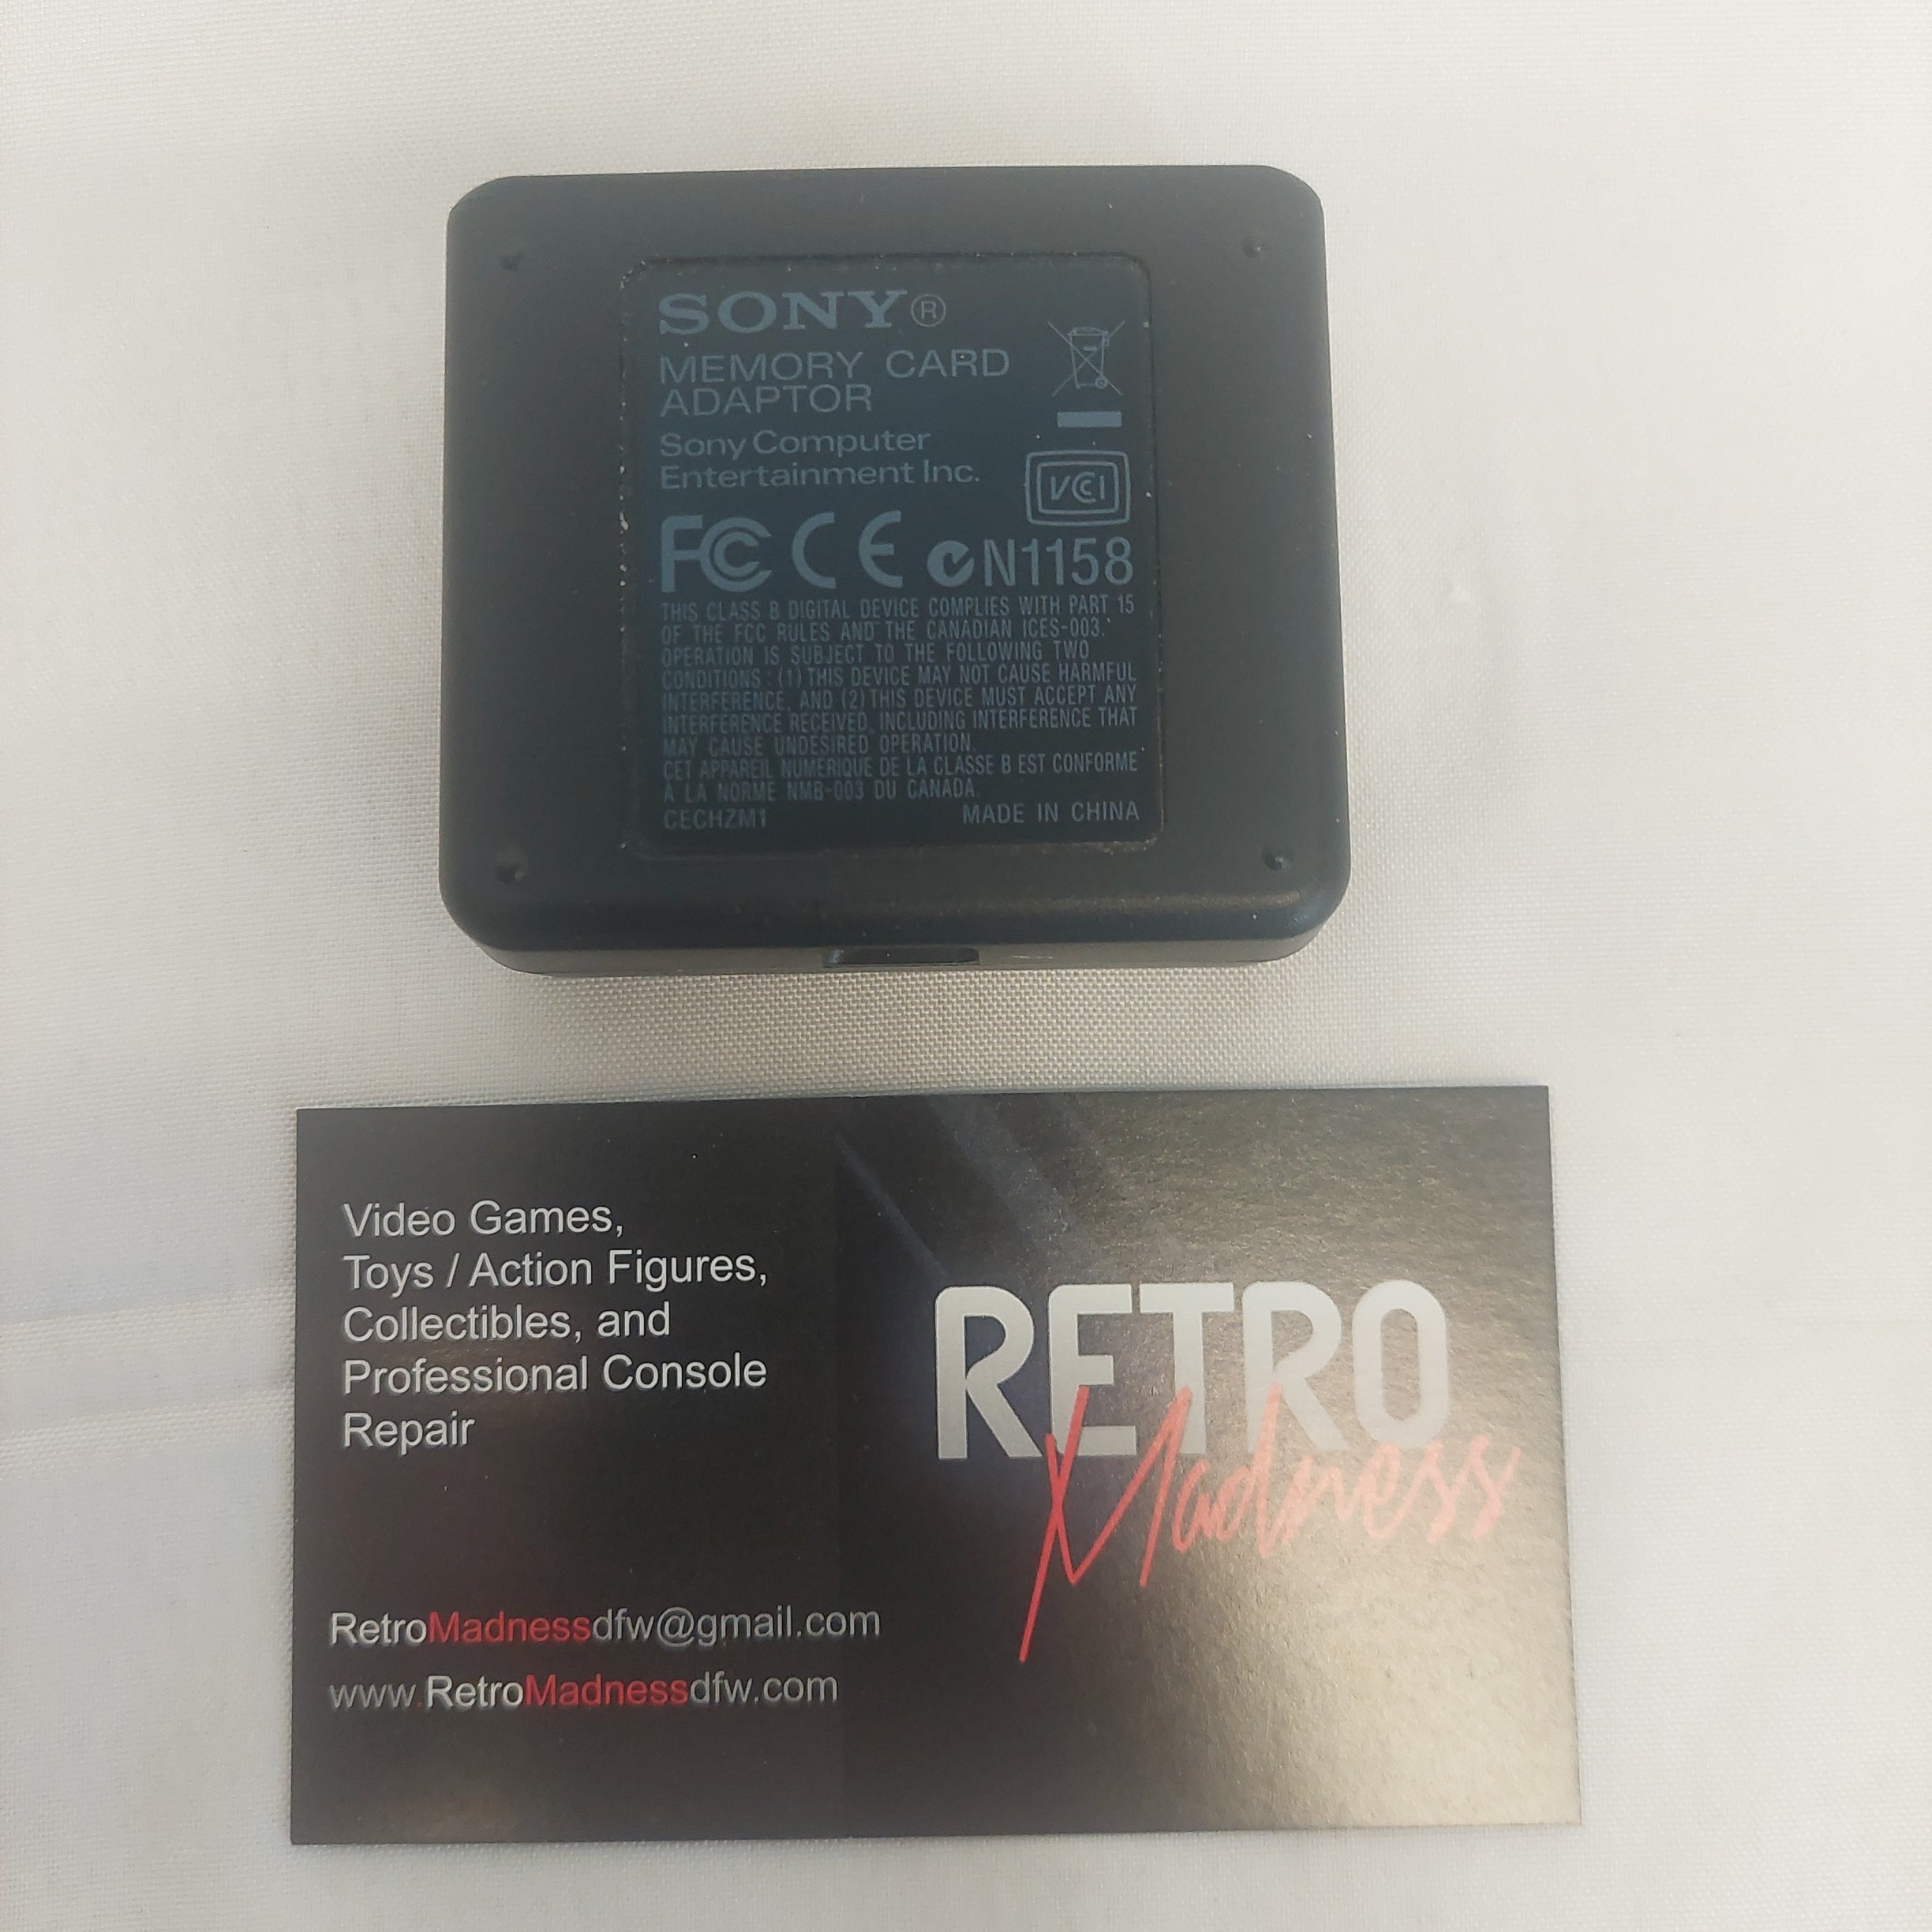 SONY®
MEMORY CARD
ADAPTOR
Sony Computer
Entertainment Inc.
VCCI
FC CE N1158
THIS CLASS B DIGITAL DEVICE COMPLIES WITH PART 15
OF THE FCC RULES AND THE CANADIAN ICES-003.
OPERATION IS SUBJECT TO THE FOLLOWING TWO
CONDITIONS : (1) THIS DEVICE MAY NOT CAUSE HARMFUL
INTERFERENCE, AND (2) THIS DEVICE MUST ACCEPT ANY
INTERFERENCE RECEIVED, INCLUDING INTERFERENCE THAT
MAY CAUSE UNDESIRED OPERATION.
CET APPAREIL NUMÉRIQUE DE LA CLASSE B EST CONFORME
À LA NORME NMB-003 DU CANADA.
CECHZM1 MADE IN CHINA
Video Games,
Toys / Action Figures,
Collectibles, and
Professional Console
Repair
RETRO
Madness
RetroMadnessdfw@gmail.com
www.RetroMadnessdfw.com